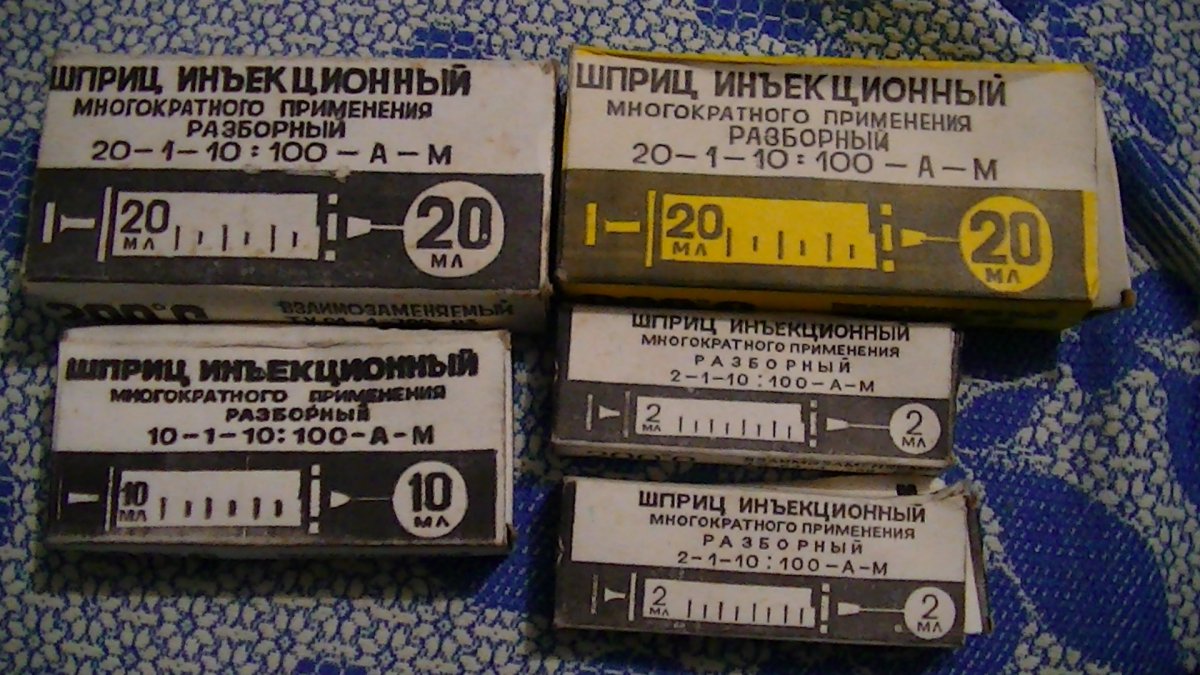 ШПРИЦ ИНЪЕКЦИОННЫЙ
МНОГОКРАТНОГО ПРИМЕНЕНИЯ
РАЗБОРНЫЙ
20-1-10:100-А-М
20
МЛ
20
МЛ
200°С
ВЗАИМОЗАМЕНЯЕМЫЙ
ШПРИЦ ИНЪЕКЦИОННЫЙ
МНОГОКРАТНОГО ПРИМЕНЕНИЯ
РАЗБОРНЫЙ
20-1-10:100-А-М
20
МЛ
20
МЛ
ШПРИЦ ИНЪЕКЦИОННЫЙ
МНОГОКРАТНОГО ПРИМЕНЕНИЯ
РАЗБОРНЫЙ
10-1-10:100-А-М
10
МЛ
10
МЛ
ШПРИЦ ИНЪЕКЦИОННЫЙ
МНОГОКРАТНОГО ПРИМЕНЕНИЯ
РАЗБОРНЫЙ
2-1-10:100-А-М
2
МЛ
2
МЛ
ШПРИЦ ИНЪЕКЦИОННЫЙ
МНОГОКРАТНОГО ПРИМЕНЕНИЯ
РАЗБОРНЫЙ
2-1-10:100-А-М
2
МЛ
2
МЛ